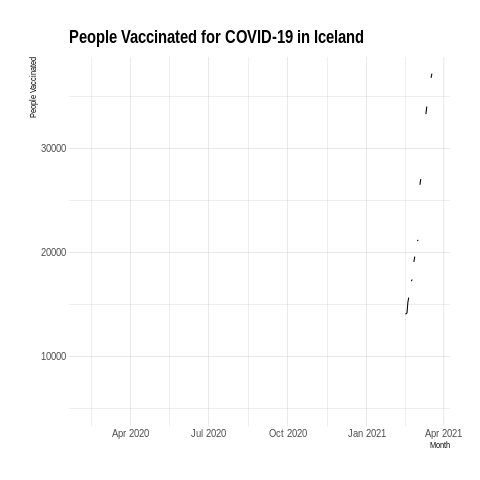 People Vaccinated for COVID-19 in Iceland
People Vaccinated
30000
20000
10000
Apr 2020 Jul 2020 Oct 2020 Jan 2021 Apr 2021
Month